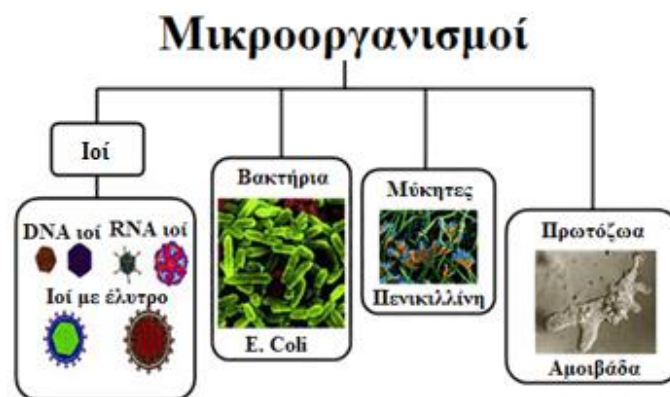 Μικροοργανισμοί
Ιοί
DNA ιοί RNA ιοί
Ιοί με έλυτρο
Βακτήρια
E. Coli
Μύκητες
Πενικιλλίνη
Πρωτόζωα
Αμοιβάδα